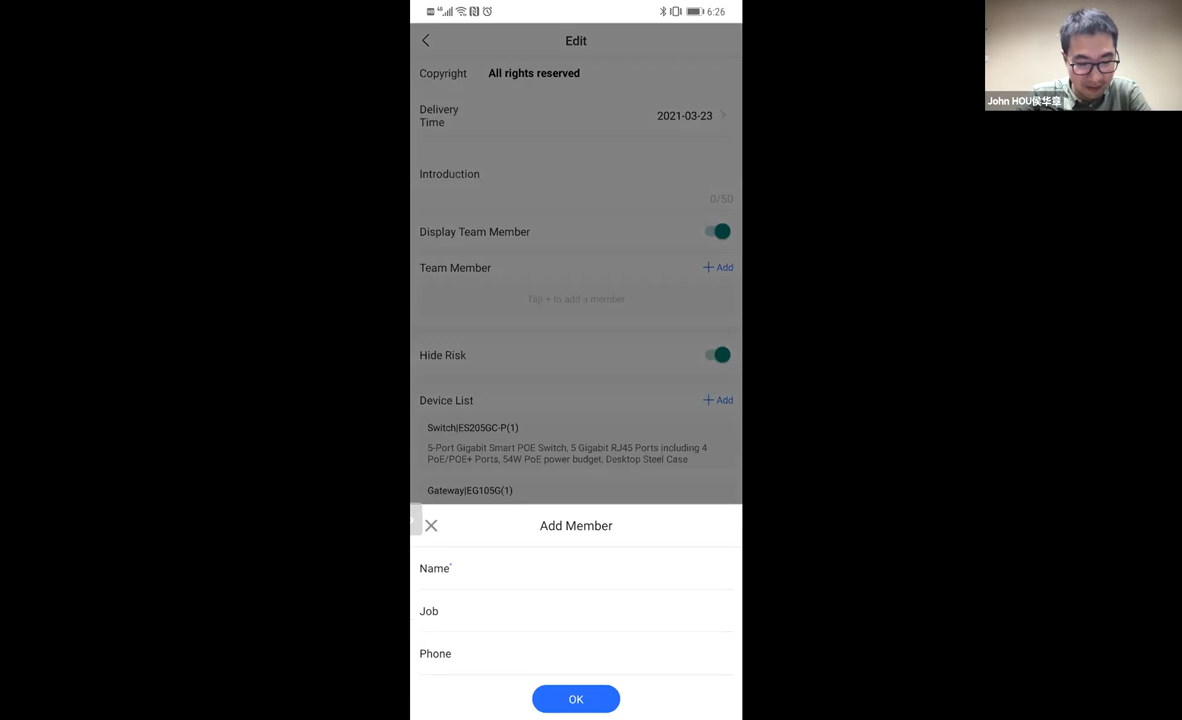 6:26
Edit
Copyright All rights reserved
Delivery
Time
2021-03-23
Introduction
0/50
Display Team Member
Team Member + Add
Tap + to add a member
Hide Risk
Device List + Add
Switch|ES205GC-P(1)
5-Port Gigabit Smart POE Switch, 5 Gigabit RJ45 Ports including 4
PoE/POE+ Ports, 54W PoE power budget, Desktop Steel Case
Gateway|EG105G(1)
Add Member
Name*
Job
Phone
OK
John HOU侯华章